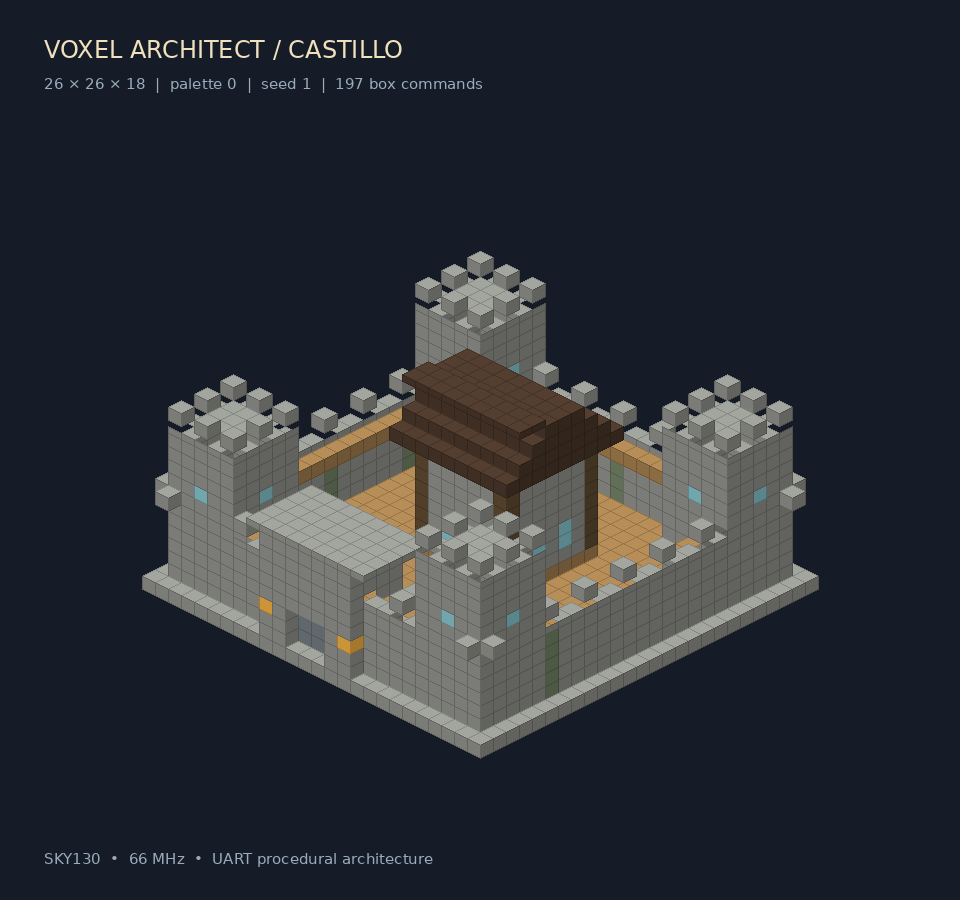 VOXEL ARCHITECT / CASTILLO
26 × 26 × 18 | palette 0 | seed 1 | 197 box commands
SKY130 • 66 MHz • UART procedural architecture